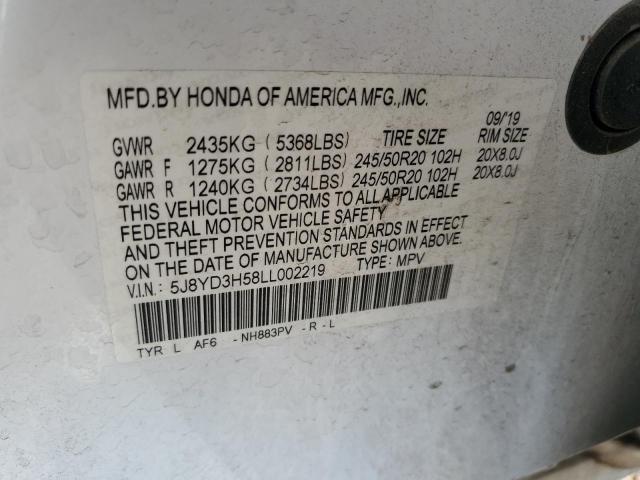 MFD.BY HONDA OF AMERICA MFG.,INC.
09/'19
GVWR 2435KG ( 5368LBS) TIRE SIZE RIM SIZE
GAWR F 1275KG ( 2811LBS) 245/50R20 102H 20X8.0J
GAWR R 1240KG ( 2734LBS) 245/50R20 102H 20X8.0J
THIS VEHICLE CONFORMS TO ALL APPLICABLE
FEDERAL MOTOR VEHICLE SAFETY
AND THEFT PREVENTION STANDARDS IN EFFECT
ON THE DATE OF MANUFACTURE SHOWN ABOVE.
V.I.N.: 5J8YD3H58LL002219 TYPE: MPV
TYR L AF6 -NH883PV -R-L